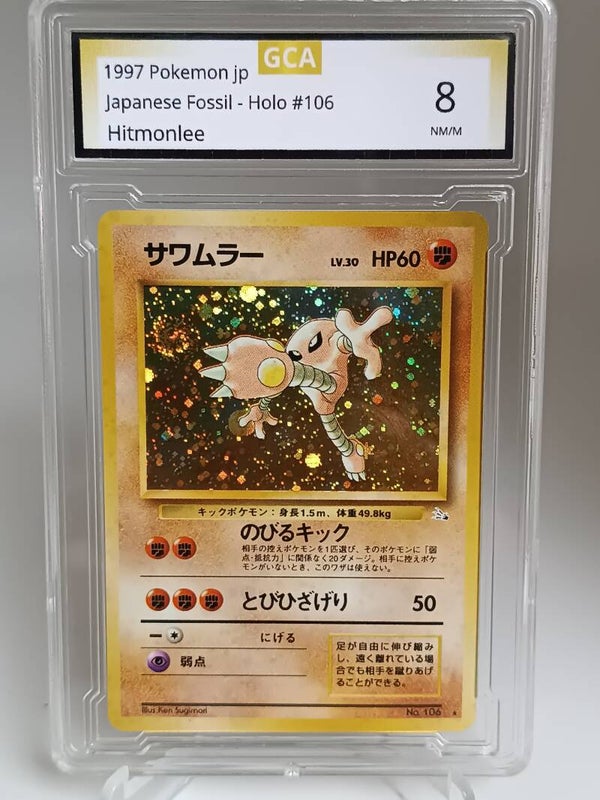 GCA
1997 Pokemon jp
Japanese Fossil - Holo #106
Hitmonlee
8
NM/M
サワムラー
LV.30 HP60
キックポケモン：身長1.5m、体重49.8kg
のびるキック
相手の控えポケモンを1匹選び、そのポケモンに「弱
点・抵抗力」に関係なく20ダメージ。相手に控えポケ
モンがいないとき、このワザは使えない。
とびひざげり 50
にげる
弱点
足が自由に伸び縮み
し、遠く離れている場
合でも相手を蹴りあげ
ることができる。
Illus. Ken Sugimori
No. 106 ★